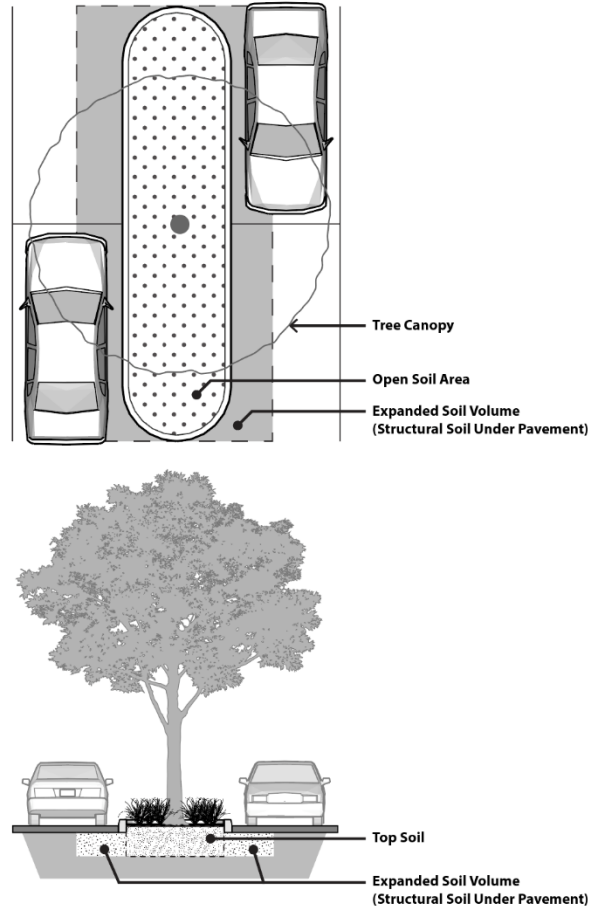 Tree Canopy
Open Soil Area
Expanded Soil Volume
(Structural Soil Under Pavement)
Top Soil
Expanded Soil Volume
(Structural Soil Under Pavement)